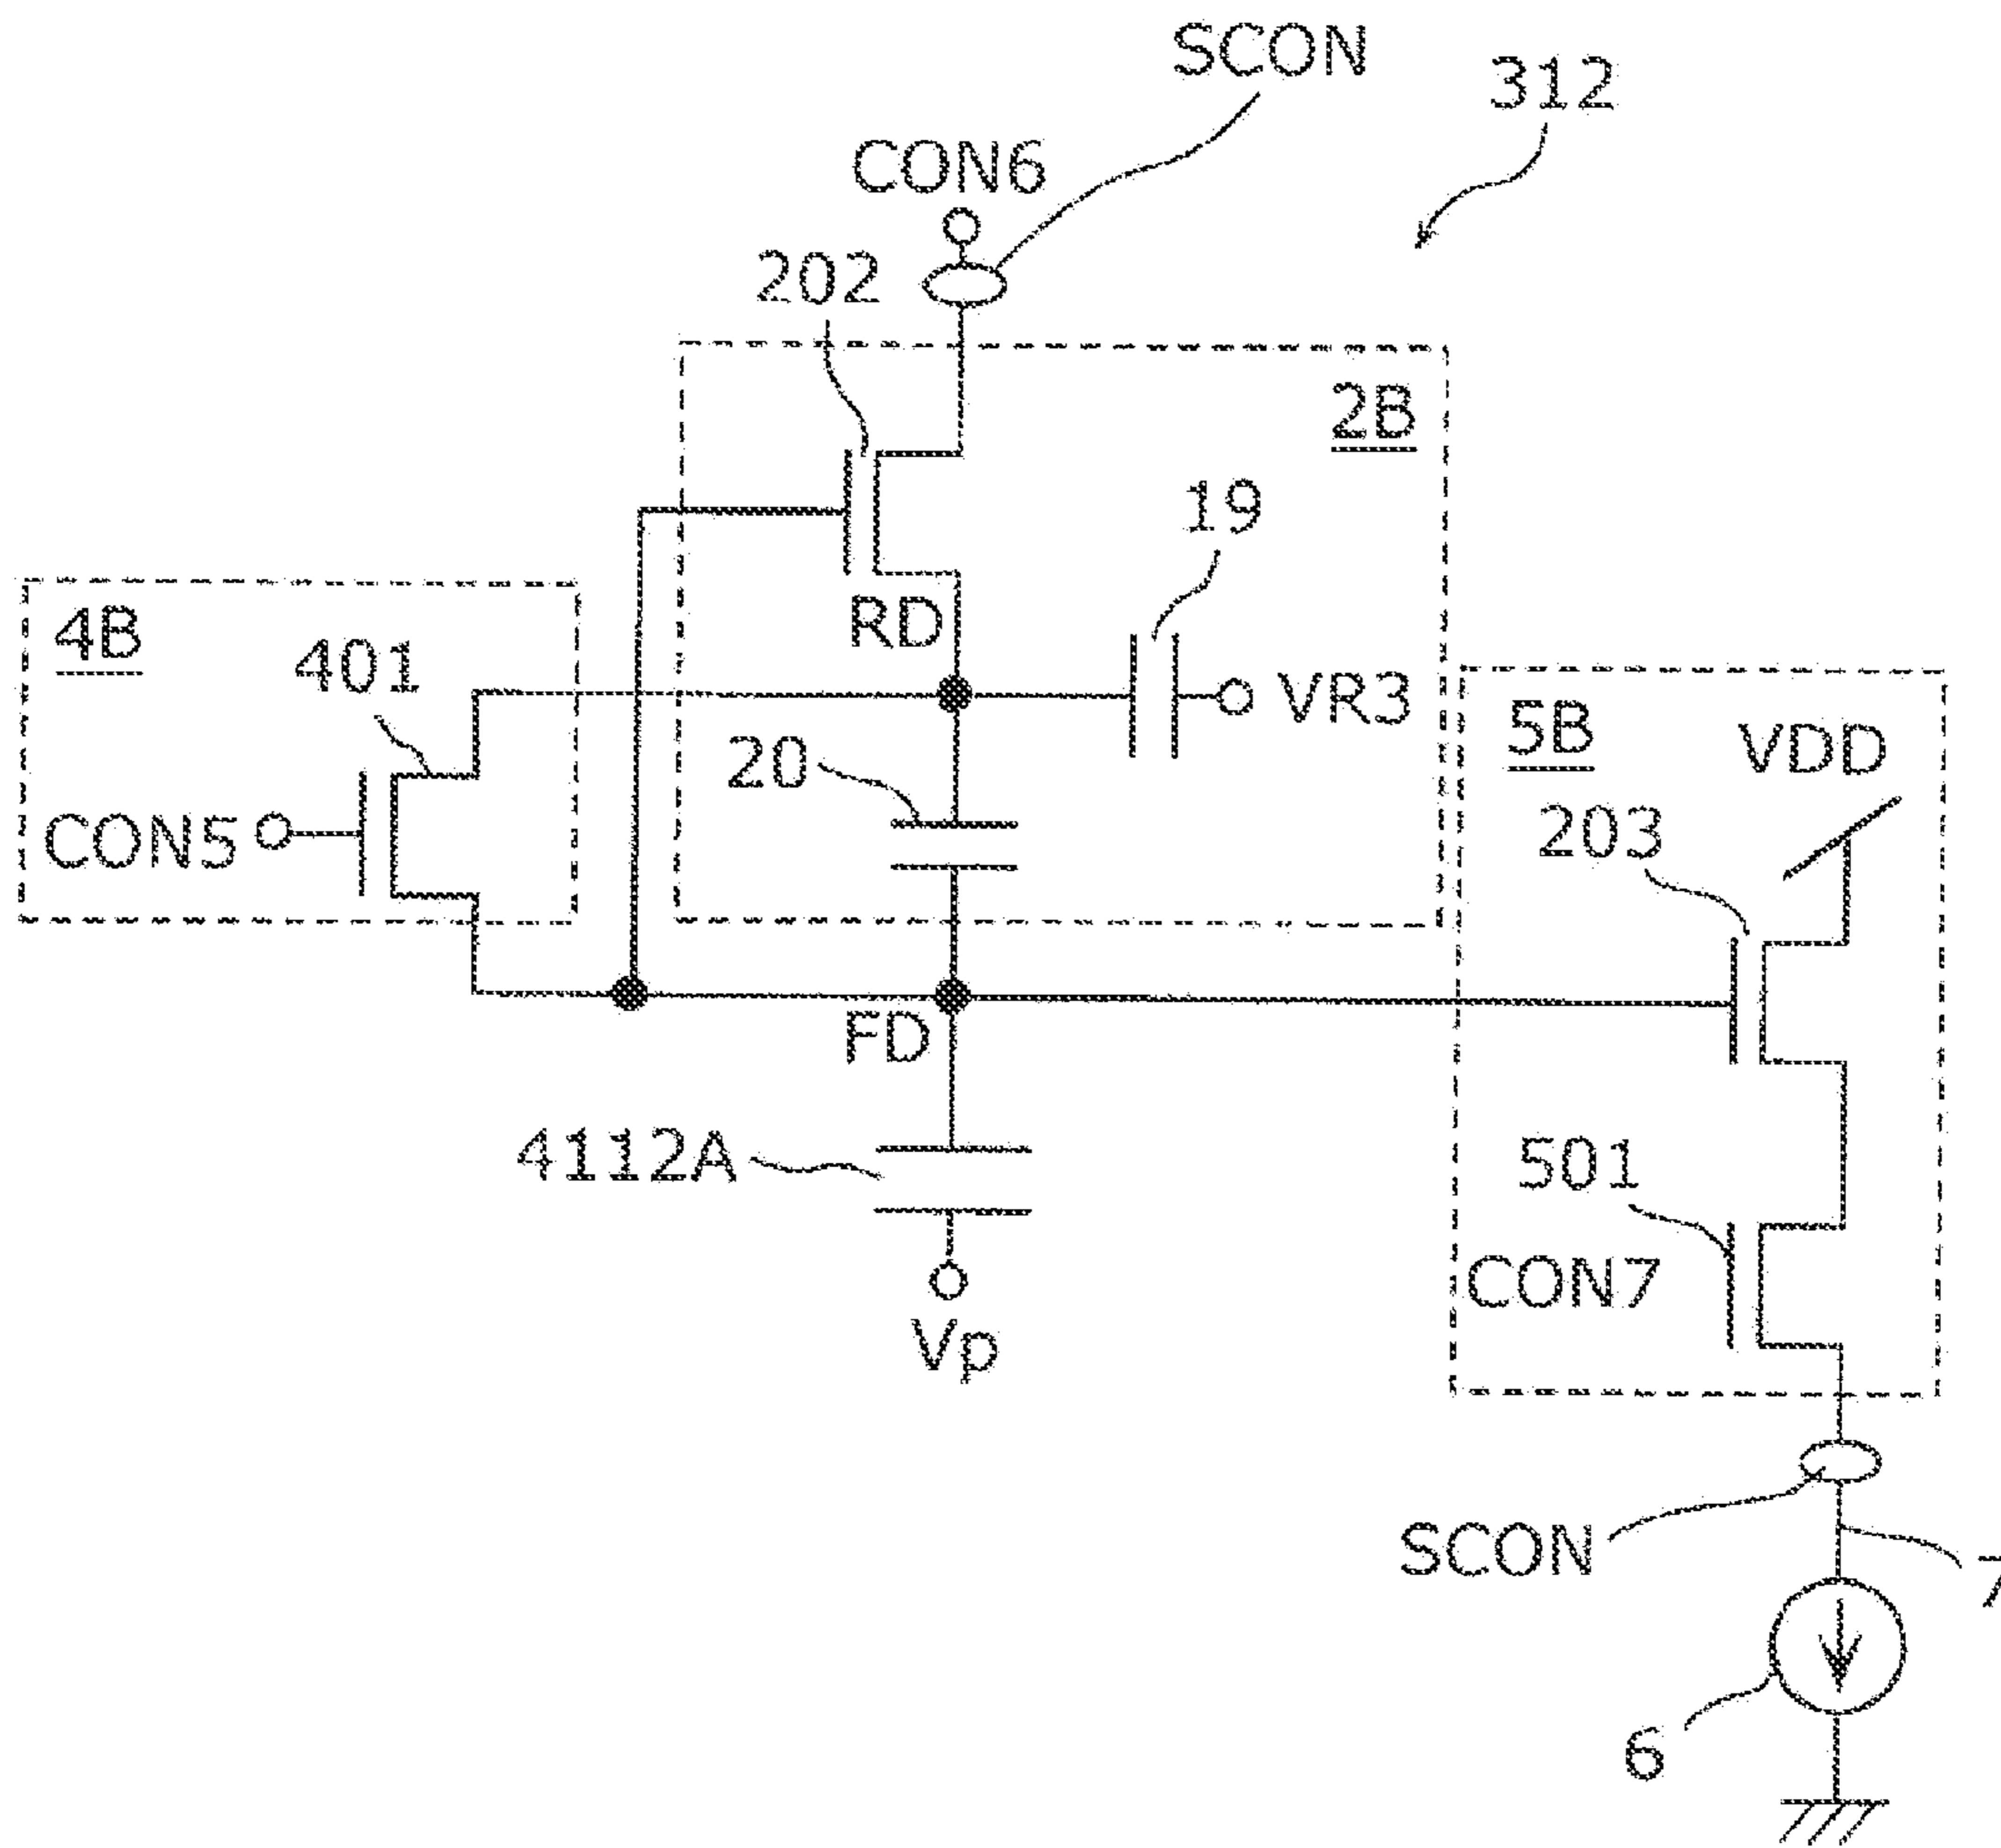 SCON
312
CON6
202
2B
19
4B
401
RD
VR3
5B
VDD
20
203
CON5
FD
4112A
501
CON7
Vp
SCON
7
6